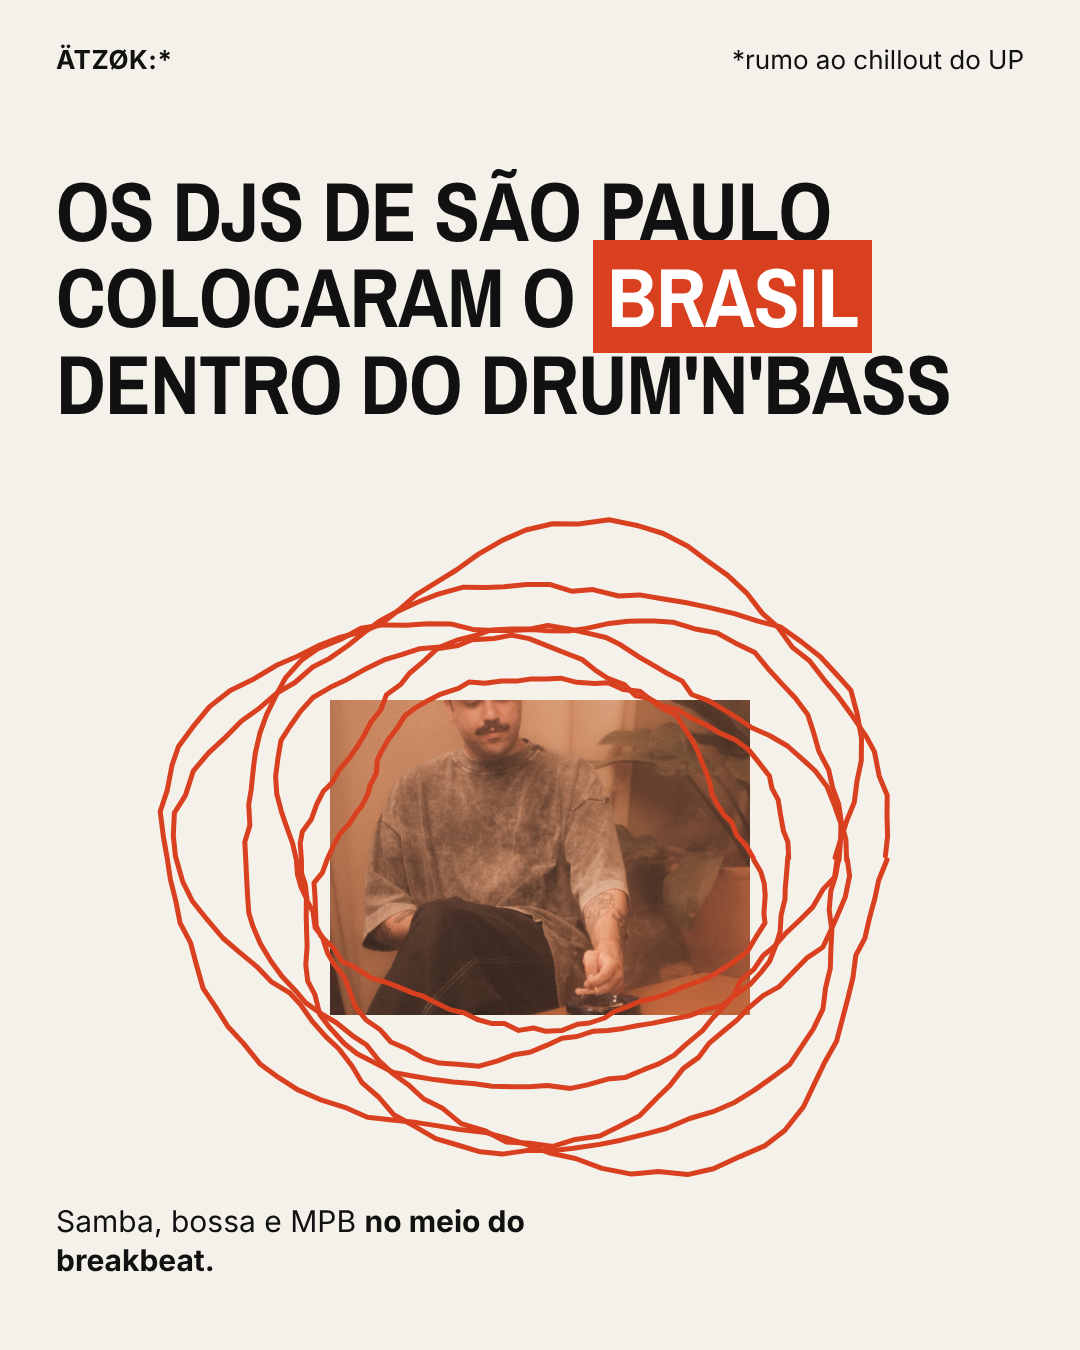 ÄTZØK:*
*rumo ao chillout do UP
OS DJS DE SÃO PAULO
COLOCARAM O BRASIL
DENTRO DO DRUM'N'BASS
Samba, bossa e MPB no meio do
breakbeat.